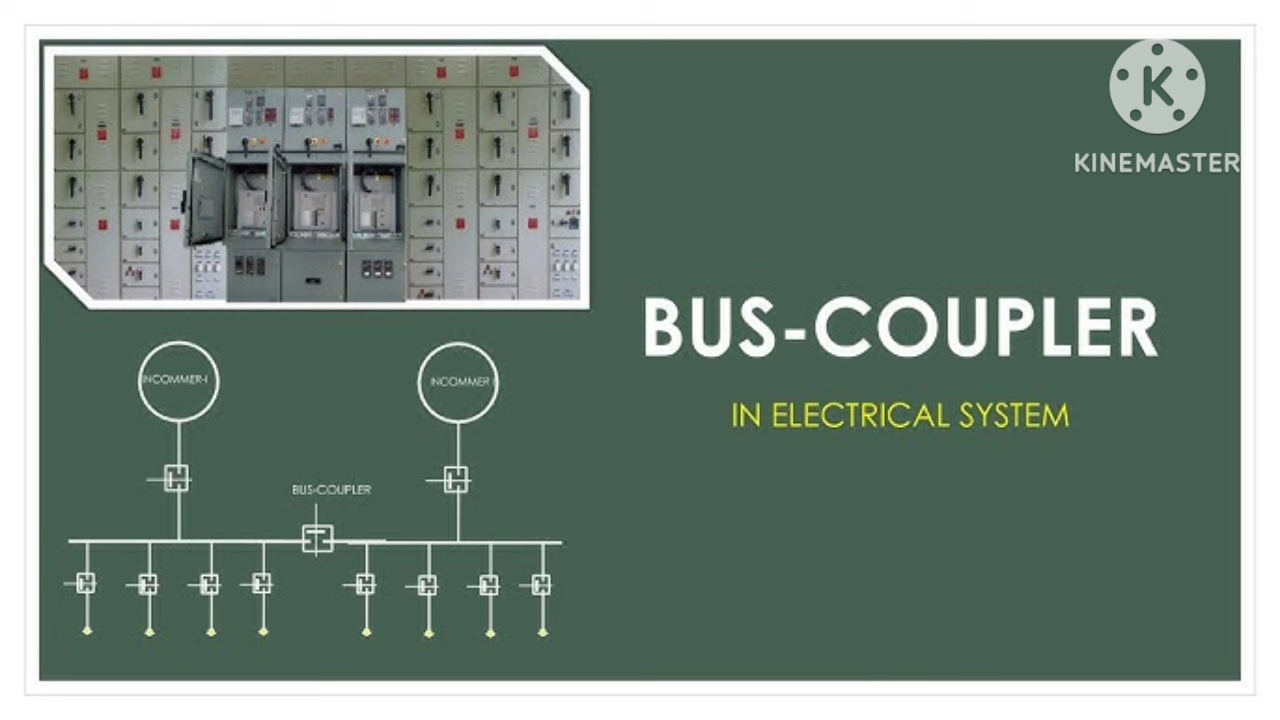 K
KINEMASTER
BUS-COUPLER
IN ELECTRICAL SYSTEM
INCOMMER-I
INCOMMER
BUS-COUPLER